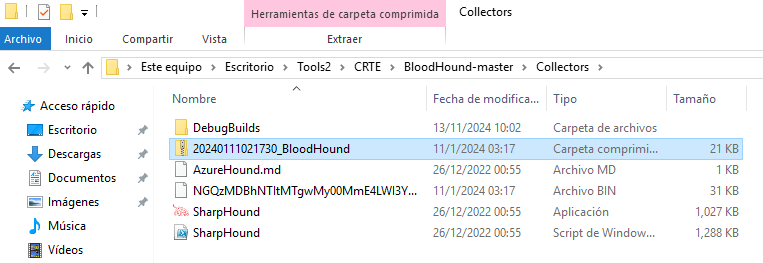 Herramientas de carpeta comprimida Collectors
Archivo Inicio Compartir Vista Extraer
Este equipo Escritorio Tools2 CRTE BloodHound-master Collectors
Nombre Fecha de modifica... Tipo Tamaño
Acceso rápido
Escritorio DebugBuilds 13/11/2024 10:02 Carpeta de archivos
Descargas 20240111021730_BloodHound 11/1/2024 03:17 Carpeta comprimi... 21 KB
Documentos AzureHound.md 26/12/2022 00:55 Archivo MD 1 KB
Imágenes NGQzMDBhNTItMTgwMy00MmE4LWI3Y... 11/1/2024 03:17 Archivo BIN 31 KB
Música SharpHound 26/12/2022 00:55 Aplicación 1,027 KB
Vídeos SharpHound 26/12/2022 00:55 Script de Window... 1,288 KB